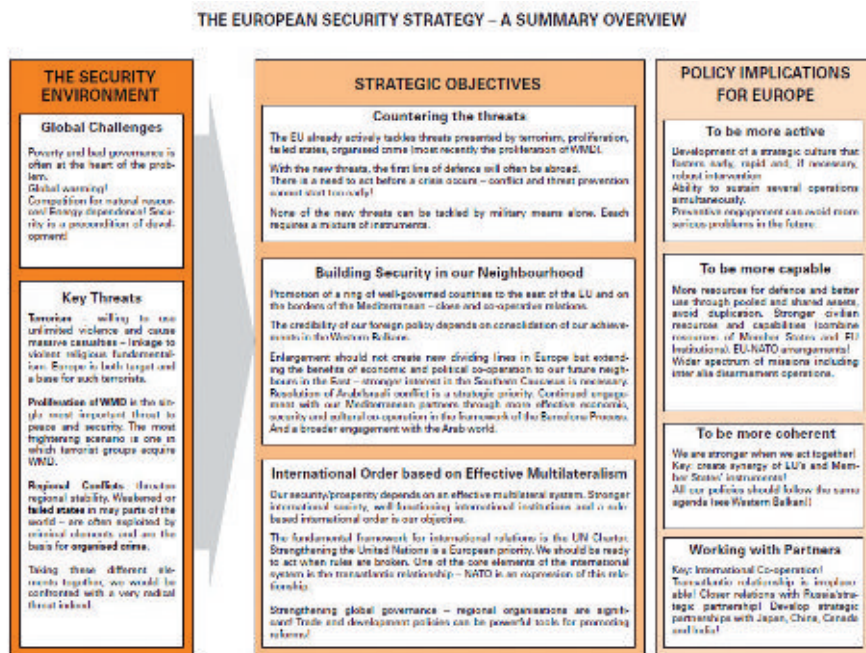 THE EUROPEAN SECURITY STRATEGY – A SUMMARY OVERVIEW
THE SECURITY
ENVIRONMENT
Global Challenges
Poverty and bad governance is
often at the heart of the prob-
lem.
Global warming!
Competition for natural resour-
ces! Energy dependence! Secu-
rity is a precondition of devel-
opment!
Key Threats
Terrorism - willing to use
unlimited violence and cause
massive casualties – linkage to
violent religious fundamental-
ism. Europe is both target and
a base for such terrorists.
Proliferation of WMD is the sin-
gle most important threat to
peace and security. The most
frightening scenario is one in
which terrorist groups acquire
WMD.
Regional Conflicts threaten
regional stability. Weakened or
failed states in may parts of the
world – are often exploited by
criminal elements and are the
basis for organised crime.
Taking these different ele-
ments together, we would be
confronted with a very radical
threat indeed.
STRATEGIC OBJECTIVES
Countering the threats
The EU already actively tackles threats presented by terrorism, proliferation,
failed states, organised crime (most recently the proliferation of WMD).
With the new threats, the first line of defence will often be abroad.
There is a need to act before a crisis occurs – conflict and threat prevention
cannot start too early!
None of the new threats can be tackled by military means alone. Eeach
requires a mixture of instruments.
Building Security in our Neighbourhood
Promotion of a ring of well-governed countries to the east of the EU and on
the borders of the Mediterranean – close and co-operative relations.
The credibility of our foreign policy depends on consolidation of our achieve-
ments in the Western Balkans.
Enlargement should not create new dividing lines in Europe but extend-
ing the benefits of economic and political co-operation to our future neigh-
bours in the East – stronger interest in the Southern Caucasus is necessary.
Resolution of Arab/Israeli conflict is a strategic priority. Continued engage-
ment with our Mediterranean partners through more effective economic,
security and cultural co-operation in the framework of the Barcelona Process.
And a broader engagement with the Arab world.
International Order based on Effective Multilateralism
Our security/prosperity depends on an effective multilateral system. Stronger
international society, well-functioning international institutions and a rule-
based international order is our objective.
The fundamental framework for international relations is the UN Charter.
Strengthening the United Nations is a European priority. We should be ready
to act when rules are broken. One of the core elements of the international
system is the transatlantic relationship – NATO is an expression of this rela-
tionship.
Strengthening global governance – regional organisations are signifi-
cant! Trade and development policies can be powerful tools for promoting
reforms!
POLICY IMPLICATIONS
FOR EUROPE
To be more active
Development of a strategic culture that
fosters early, rapid and, if necessary,
robust intervention
Ability to sustain several operations
simultaneously.
Preventive engagement can avoid more
serious problems in the future.
To be more capable
More resources for defence and better
use through pooled and shared assets,
avoid duplication. Stronger civilian
resources and capabilities (combine
resources of Member States and EU
Institutions). EU-NATO arrangements!
Wider spectrum of missions including
inter alia disarmament operations.
To be more coherent
We are stronger when we act together!
Key: create synergy of EU's and Mem-
ber States' instruments!
All our policies should follow the same
agenda (see Western Balkan!)
Working with Partners
Key: International Co-operation!
Transatlantic relationship is irreplace-
able! Closer relations with Russia/stra-
tegic partnership! Develop strategic
partnerships with Japan, China, Canada
and India!